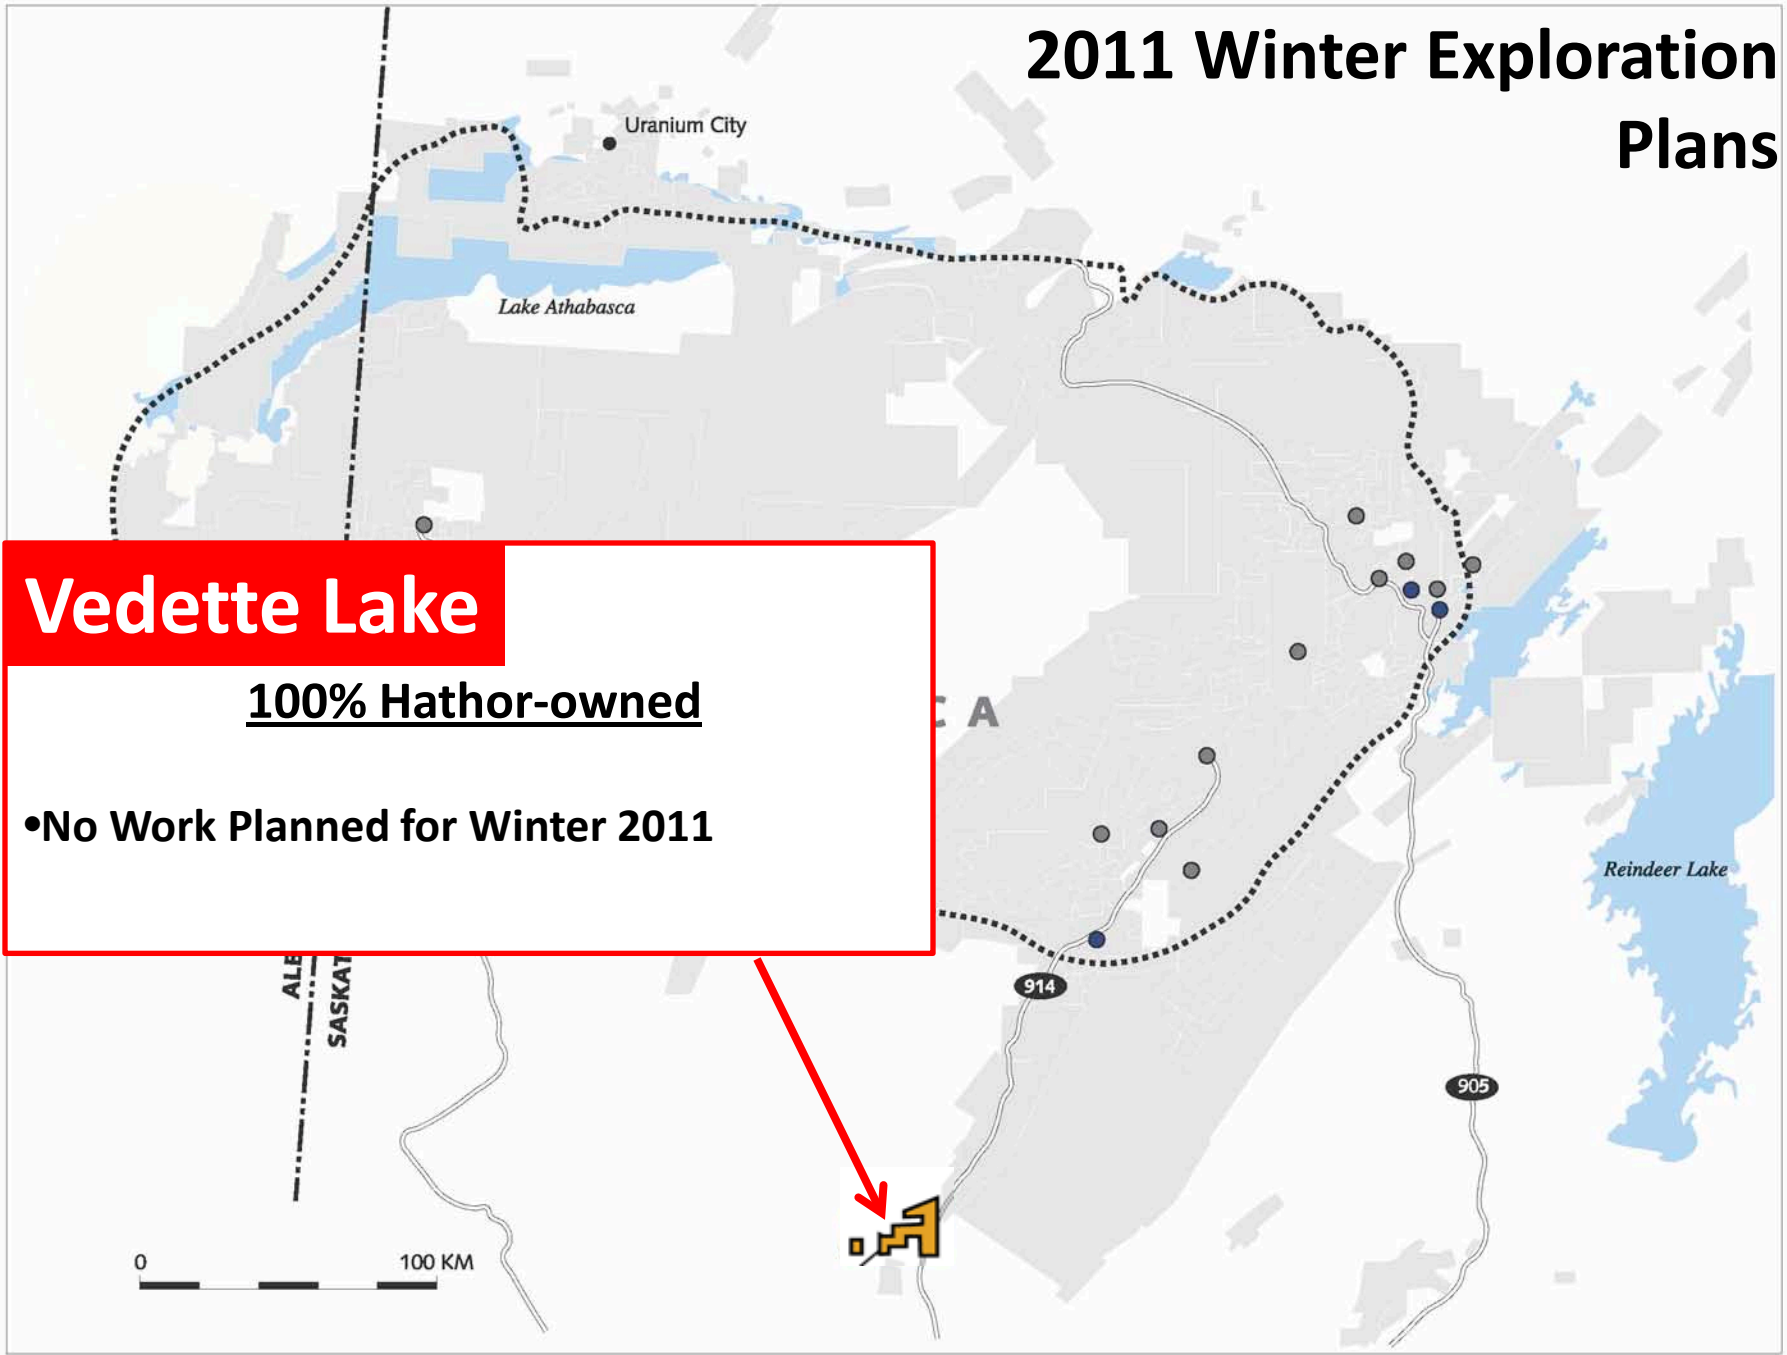 2011 Winter Exploration
Plans
Uranium City
Lake Athabasca
Vedette Lake
100% Hathor-owned
•No Work Planned for Winter 2011
C A
Reindeer Lake
914
905
ALB
SASKAT
0 100 KM